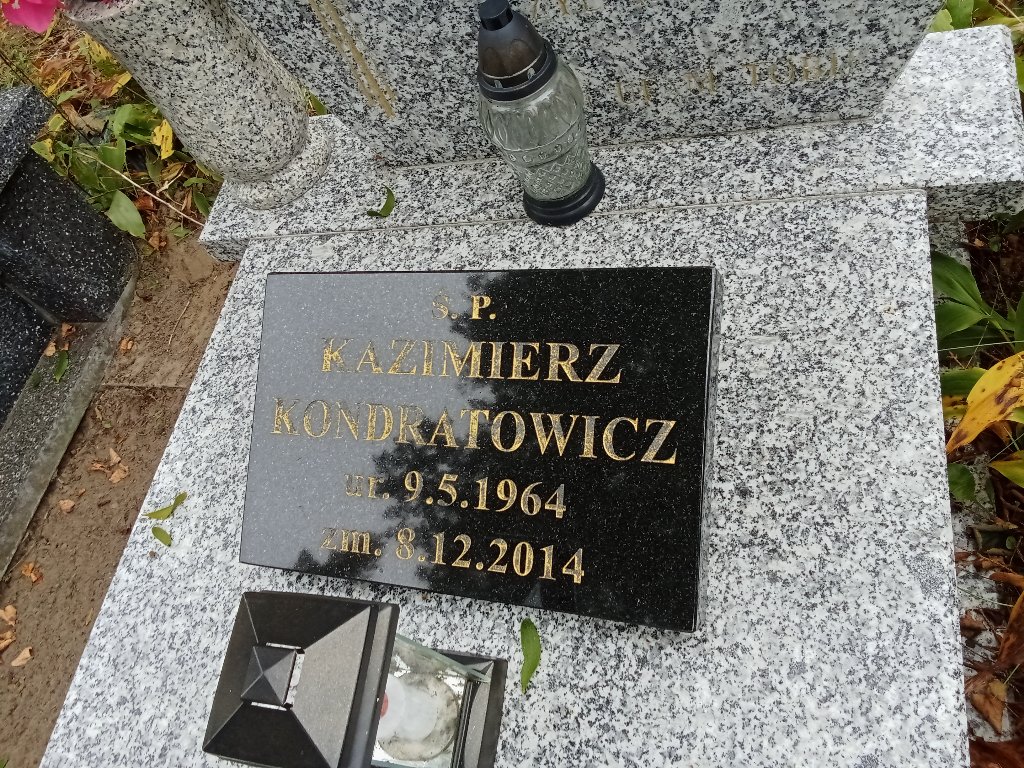 Ś. P.
KAZIMIERZ
KONDRATOWICZ
ur. 9.5.1964
zm. 8.12.2014